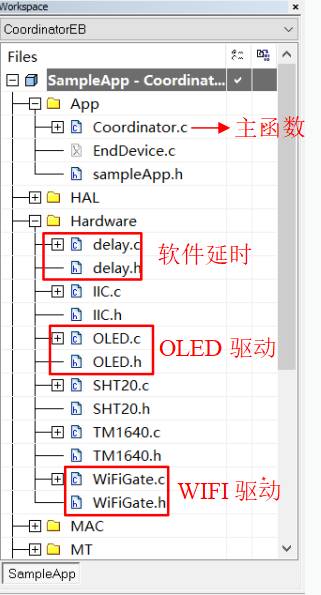 Workspace
CoordinatorEB
Files
SampleApp - Coordinat...
App
Coordinator.c 主函数
EndDevice.c
sampleApp.h
HAL
Hardware
delay.c
delay.h
软件延时
IIC.c
IIC.h
OLED.c
OLED.h
OLED 驱动
SHT20.c
SHT20.h
TM1640.c
TM1640.h
WiFiGate.c
WiFiGate.h
WIFI 驱动
MAC
MT
SampleApp